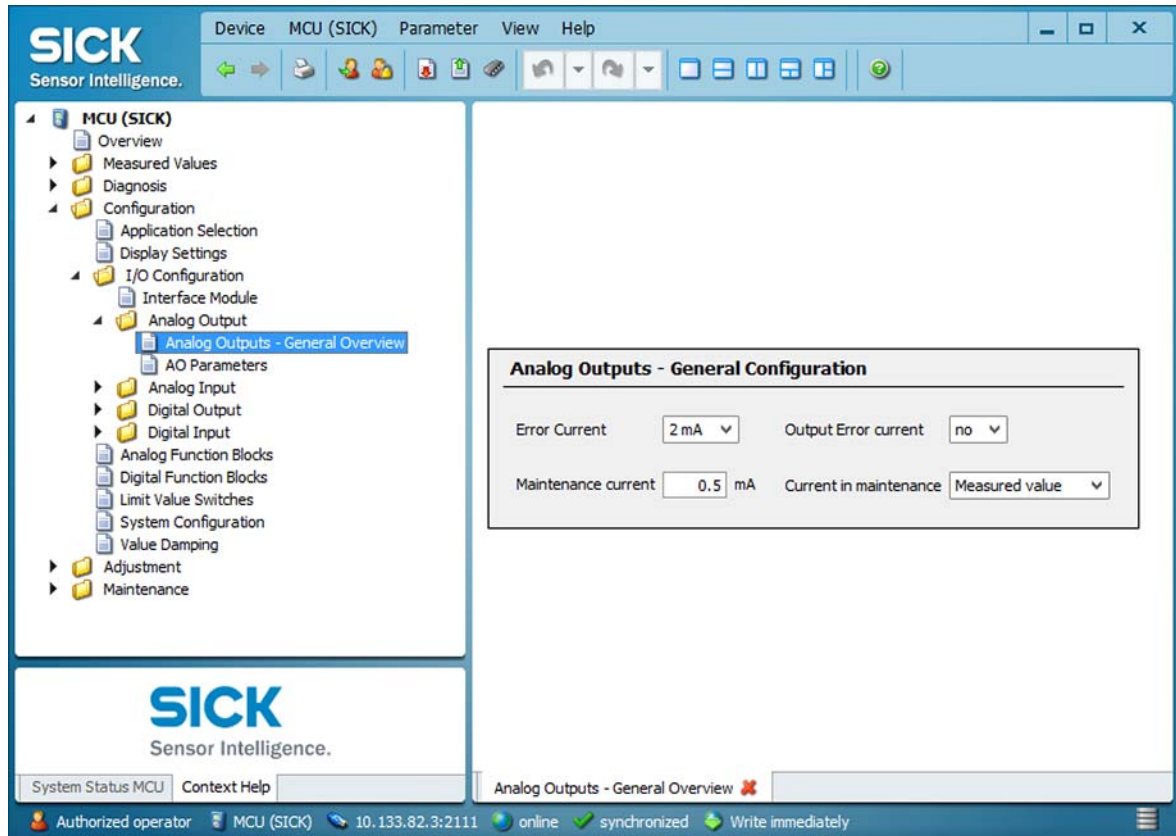 SICK
Sensor Intelligence.
Device MCU (SICK) Parameter View Help
MCU (SICK)
Overview
Measured Values
Diagnosis
Configuration
Application Selection
Display Settings
I/O Configuration
Interface Module
Analog Output
Analog Outputs - General Overview
AO Parameters
Analog Input
Digital Output
Digital Input
Analog Function Blocks
Digital Function Blocks
Limit Value Switches
System Configuration
Value Damping
Adjustment
Maintenance
Analog Outputs - General Configuration
Error Current 2 mA Output Error current no
Maintenance current 0.5 mA Current in maintenance Measured value
SICK
Sensor Intelligence.
System Status MCU Context Help
Analog Outputs - General Overview
Authorized operator MCU (SICK) 10.133.82.3:2111 online synchronized Write immediately